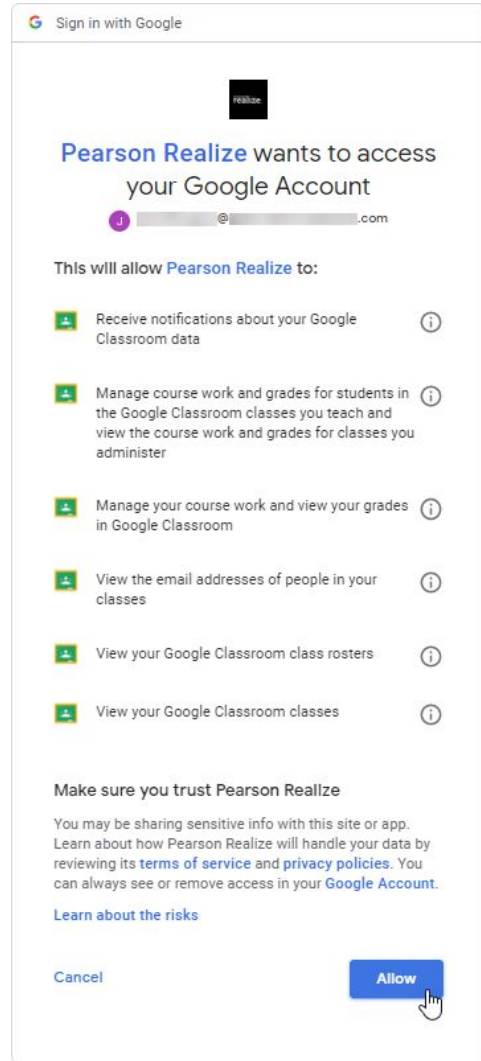 Sign in with Google
realize
Pearson Realize wants to access
your Google Account
J
@
.com
This will allow Pearson Realize to:
Receive notifications about your Google
Classroom data
Manage course work and grades for students in
the Google Classroom classes you teach and
view the course work and grades for classes you
administer
Manage your course work and view your grades
in Google Classroom
View the email addresses of people in your
classes
View your Google Classroom class rosters
View your Google Classroom classes
Make sure you trust Pearson Realize
You may be sharing sensitive info with this site or app.
Learn about how Pearson Realize will handle your data by
reviewing its terms of service and privacy policies. You
can always see or remove access in your Google Account.
Learn about the risks
Cancel
Allow